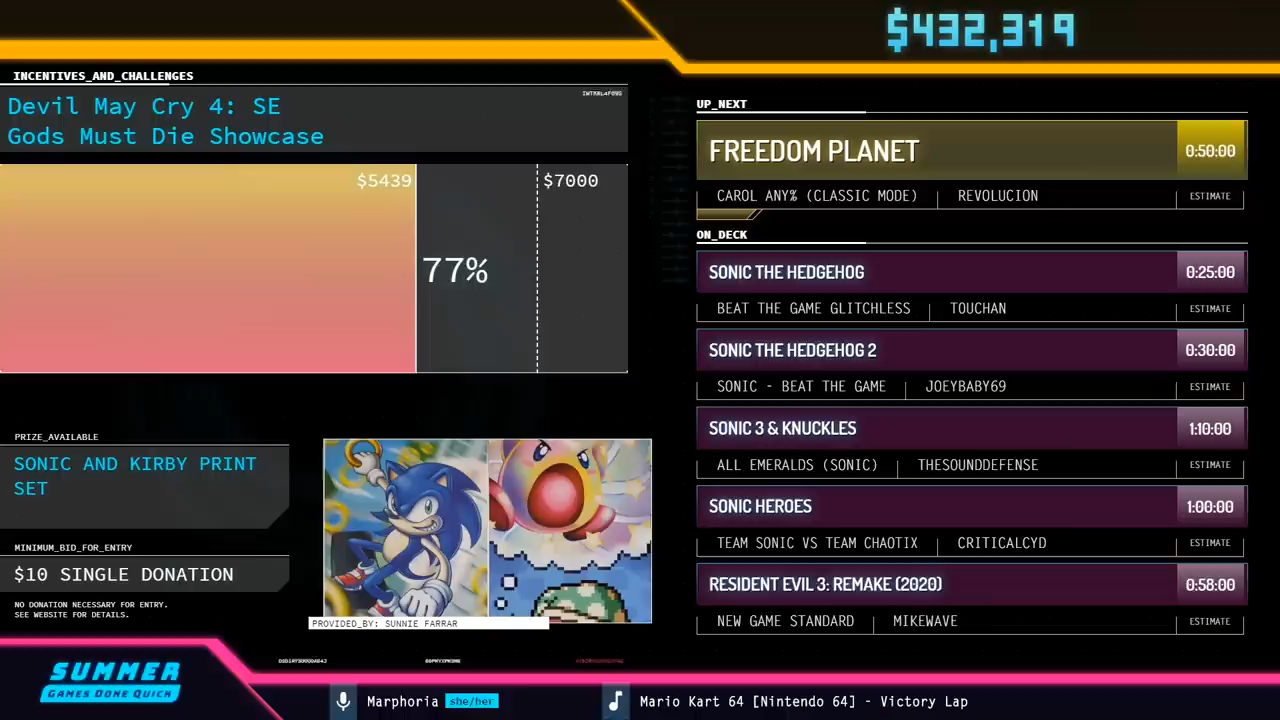 $432,319
INCENTIVES_AND_CHALLENGES
Devil May Cry 4: SE
Gods Must Die Showcase
$5439
$7000
77%
PRIZE_AVAILABLE
SONIC AND KIRBY PRINT
SET
MINIMUM_BID_FOR_ENTRY
$10 SINGLE DONATION
NO DONATION NECESSARY FOR ENTRY.
SEE WEBSITE FOR DETAILS.
PROVIDED_BY: SUNNIE FARRAR
UP_NEXT
FREEDOM PLANET
0:50:00
CAROL ANY% (CLASSIC MODE)
REVOLUCION
ESTIMATE
ON_DECK
SONIC THE HEDGEHOG
0:25:00
BEAT THE GAME GLITCHLESS
TOUCHAN
ESTIMATE
SONIC THE HEDGEHOG 2
0:30:00
SONIC - BEAT THE GAME
JOEYBABY69
ESTIMATE
SONIC 3 & KNUCKLES
1:10:00
ALL EMERALDS (SONIC)
THESOUNDDEFENSE
ESTIMATE
SONIC HEROES
1:00:00
TEAM SONIC VS TEAM CHAOTIX
CRITICALCYD
ESTIMATE
RESIDENT EVIL 3: REMAKE (2020)
0:58:00
NEW GAME STANDARD
MIKEWAVE
ESTIMATE
SUMMER
GAMES DONE QUICK
Marphoria she/her
Mario Kart 64 [Nintendo 64] - Victory Lap